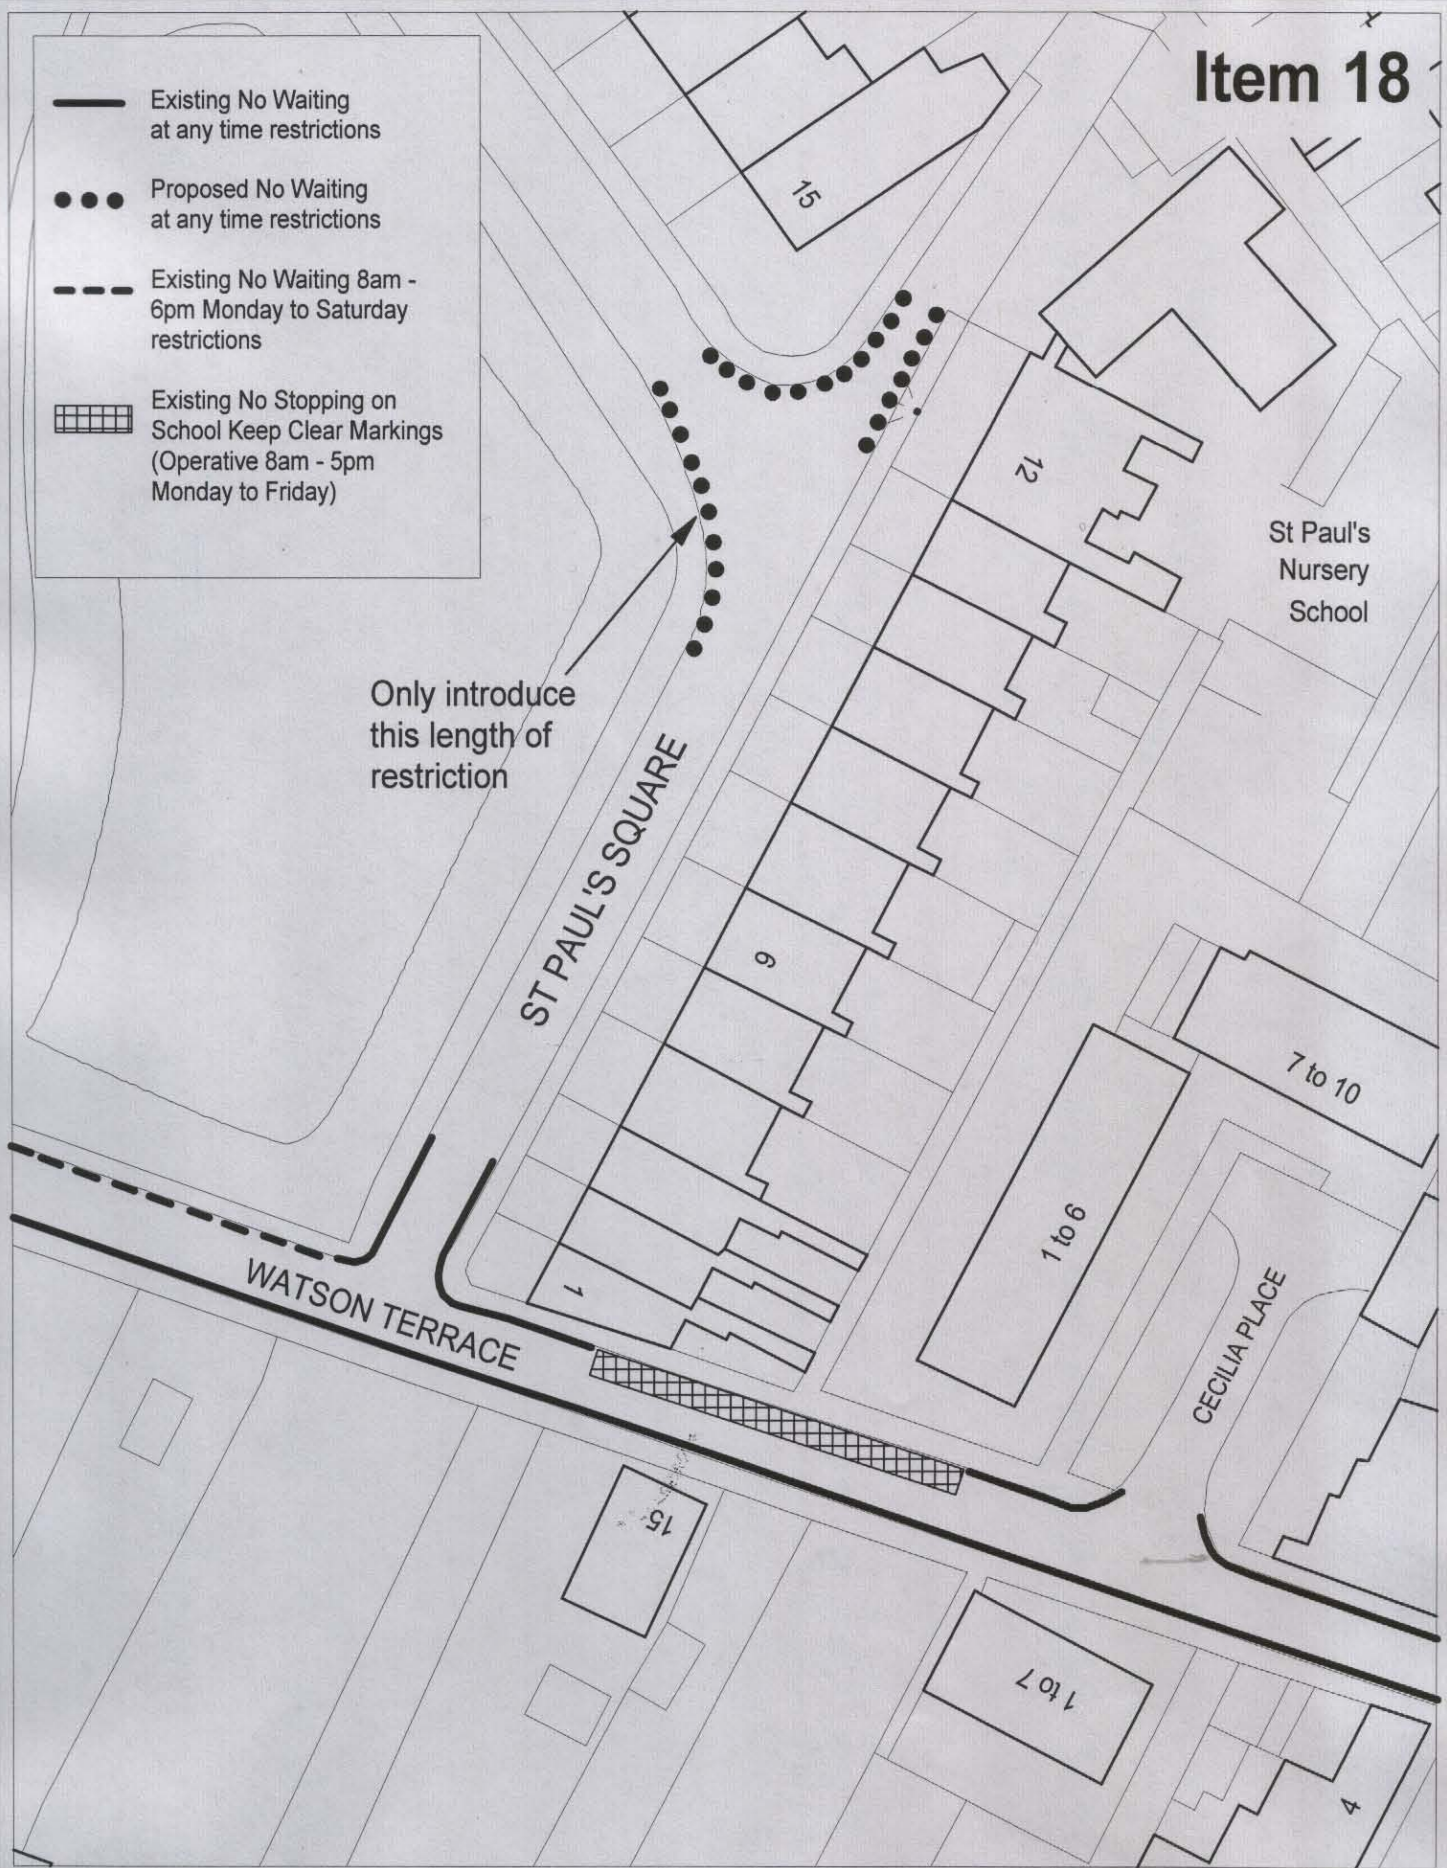 Item 18
Existing No Waiting
at any time restrictions
Proposed No Waiting
at any time restrictions
Existing No Waiting 8am -
6pm Monday to Saturday
restrictions
Existing No Stopping on
School Keep Clear Markings
(Operative 8am - 5pm
Monday to Friday)
15
12
St Paul's
Nursery
School
Only introduce
this length of
restriction
ST PAUL'S SQUARE
9
7 to 10
1 to 6
CECILIA PLACE
1
WATSON TERRACE
15
1 to 7
4